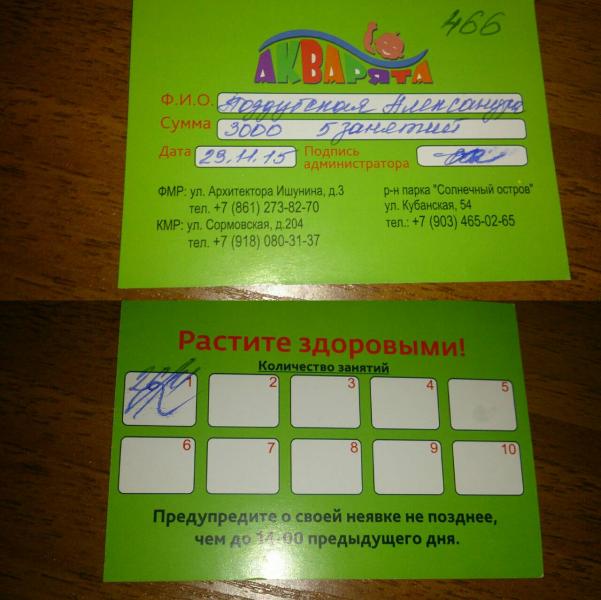 466
АКВАРЯТА
Ф.И.О. Поддубская Александра
Сумма 3000 5 занятий
Дата 29.11.15 Подпись администратора
ФМР: ул. Архитектора Ишунина, д.3
тел. +7 (861) 273-82-70
КМР: ул. Сормовская, д.204
тел. +7 (918) 080-31-37
р-н парка "Солнечный остров"
ул. Кубанская, 54
тел.: +7 (903) 465-02-65
Растите здоровыми!
Количество занятий
1 2 3 4 5
6 7 8 9 10
Предупредите о своей неявке не позднее,
чем до 14-00 предыдущего дня.